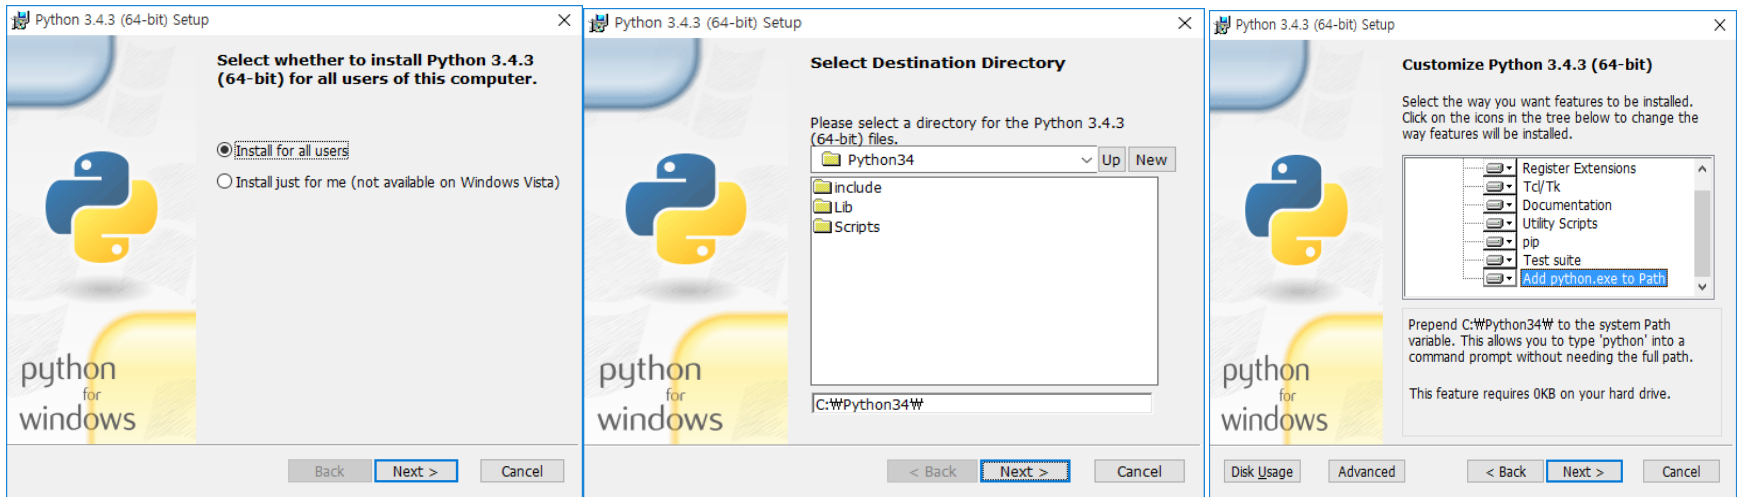 Python 3.4.3 (64-bit) Setup
Select whether to install Python 3.4.3
(64-bit) for all users of this computer.
Install for all users
Install just for me (not available on Windows Vista)
python
for
windows
Back
Next >
Cancel
Python 3.4.3 (64-bit) Setup
Select Destination Directory
Please select a directory for the Python 3.4.3
(64-bit) files.
Python34
Up
New
include
Lib
Scripts
C:₩Python34₩
python
for
windows
< Back
Next >
Cancel
Python 3.4.3 (64-bit) Setup
Customize Python 3.4.3 (64-bit)
Select the way you want features to be installed.
Click on the icons in the tree below to change the
way features will be installed.
Register Extensions
Tcl/Tk
Documentation
Utility Scripts
pip
Test suite
Add python.exe to Path
Prepend C:₩Python34₩ to the system Path
variable. This allows you to type 'python' into a
command prompt without needing the full path.
This feature requires 0KB on your hard drive.
python
for
windows
Disk Usage
Advanced
< Back
Next >
Cancel